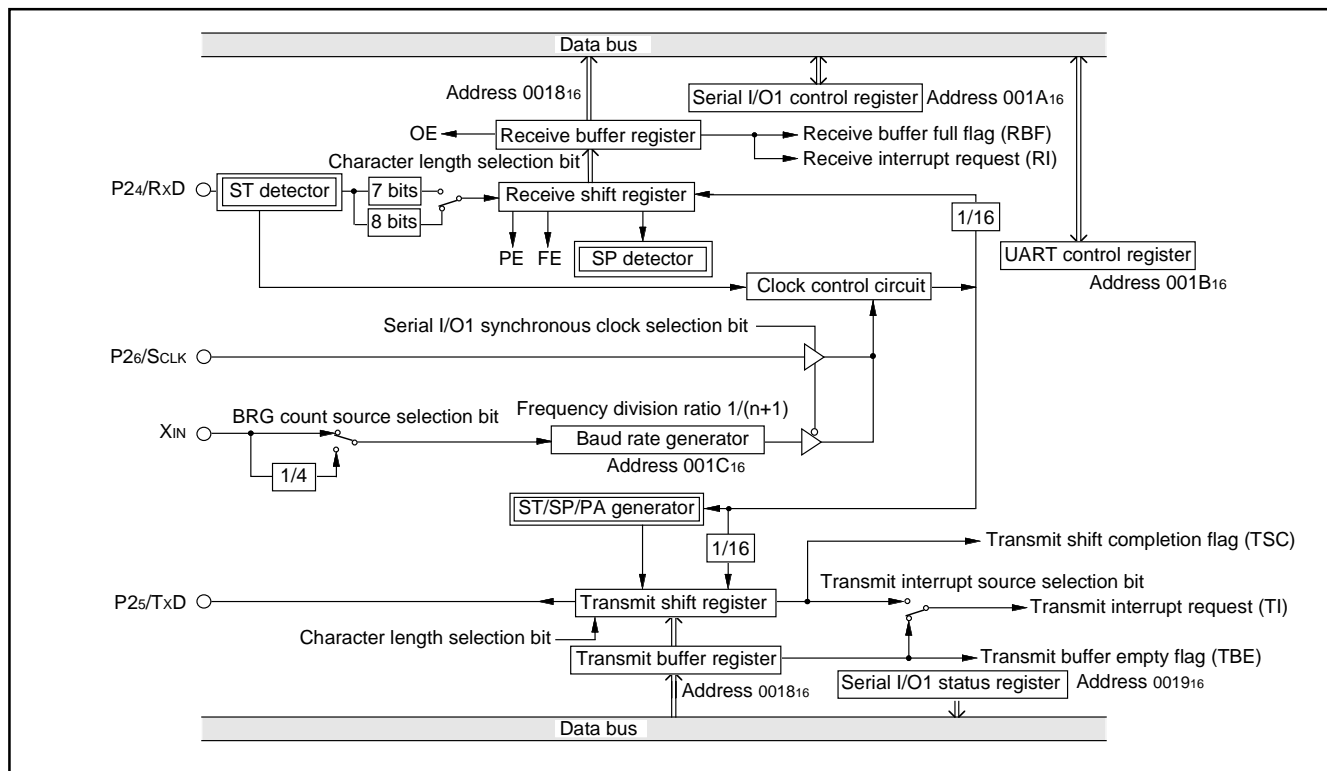 Data bus
Address 001816
Serial I/O1 control register Address 001A16
OE Receive buffer register Receive buffer full flag (RBF)
Character length selection bit Receive interrupt request (RI)
P24/RXD ST detector 7 bits Receive shift register
8 bits 1/16
PE FE SP detector UART control register
Address 001B16
Clock control circuit
Serial I/O1 synchronous clock selection bit
P26/SCLK
BRG count source selection bit Frequency division ratio 1/(n+1)
XIN Baud rate generator
1/4 Address 001C16
ST/SP/PA generator
1/16 Transmit shift completion flag (TSC)
Transmit interrupt source selection bit
P25/TXD Transmit shift register Transmit interrupt request (TI)
Character length selection bit
Transmit buffer register Transmit buffer empty flag (TBE)
Address 001816 Serial I/O1 status register Address 001916
Data bus